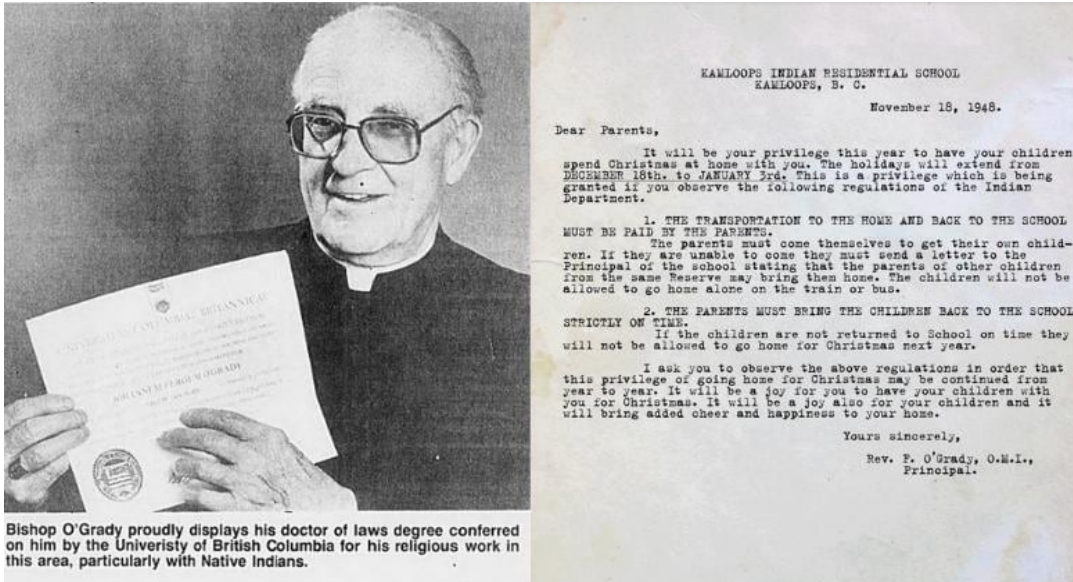 O'GRADY
Bishop O'Grady proudly displays his doctor of laws degree conferred
on him by the Univeristy of British Columbia for his religious work in
this area, particularly with Native Indians.
KAMLOOPS INDIAN RESIDENTIAL SCHOOL
KAMLOOPS, B. C.
November 18, 1948.
Dear Parents,
It will be your privilege this year to have your children
spend Christmas at home with you. The holidays will extend from
DECEMBER 18th. to JANUARY 3rd. This is a privilege which is being
granted if you observe the following regulations of the Indian
Department.
1. THE TRANSPORTATION TO THE HOME AND BACK TO THE SCHOOL
MUST BE PAID BY THE PARENTS.
The parents must come themselves to get their own child-
ren. If they are unable to come they must send a letter to the
Principal of the school stating that the parents of other children
from the same Reserve may bring them home. The children will not be
allowed to go home alone on the train or bus.
2. THE PARENTS MUST BRING THE CHILDREN BACK TO THE SCHOOL
STRICTLY ON TIME.
If the children are not returned to School on time they
will not be allowed to go home for Christmas next year.
I ask you to observe the above regulations in order that
this privilege of going home for Christmas may be continued from
year to year. It will be a joy for you to have your children with
you for Christmas. It will be a joy also for your children and it
will bring added cheer and happiness to your home.
Yours sincerely,
Rev. F. O'Grady, O.M.I.,
Principal.